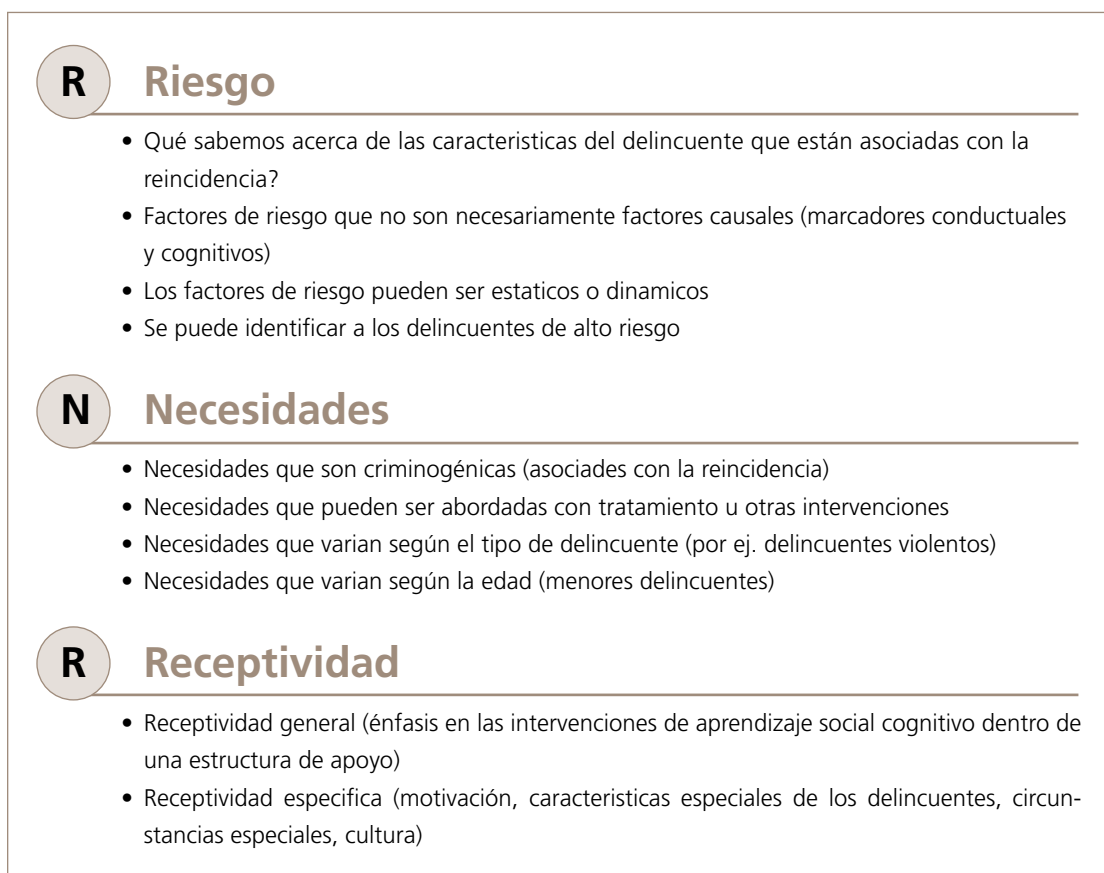 R Riesgo
• Qué sabemos acerca de las caracteristicas del delincuente que están asociadas con la
reincidencia?
• Factores de riesgo que no son necesariamente factores causales (marcadores conductuales
y cognitivos)
• Los factores de riesgo pueden ser estaticos o dinamicos
• Se puede identificar a los delincuentes de alto riesgo
N Necesidades
• Necesidades que son criminogénicas (asociades con la reincidencia)
• Necesidades que pueden ser abordadas con tratamiento u otras intervenciones
• Necesidades que varian según el tipo de delincuente (por ej. delincuentes violentos)
• Necesidades que varian según la edad (menores delincuentes)
R Receptividad
• Receptividad general (énfasis en las intervenciones de aprendizaje social cognitivo dentro de
una estructura de apoyo)
• Receptividad especifica (motivación, caracteristicas especiales de los delincuentes, circun-
stancias especiales, cultura)